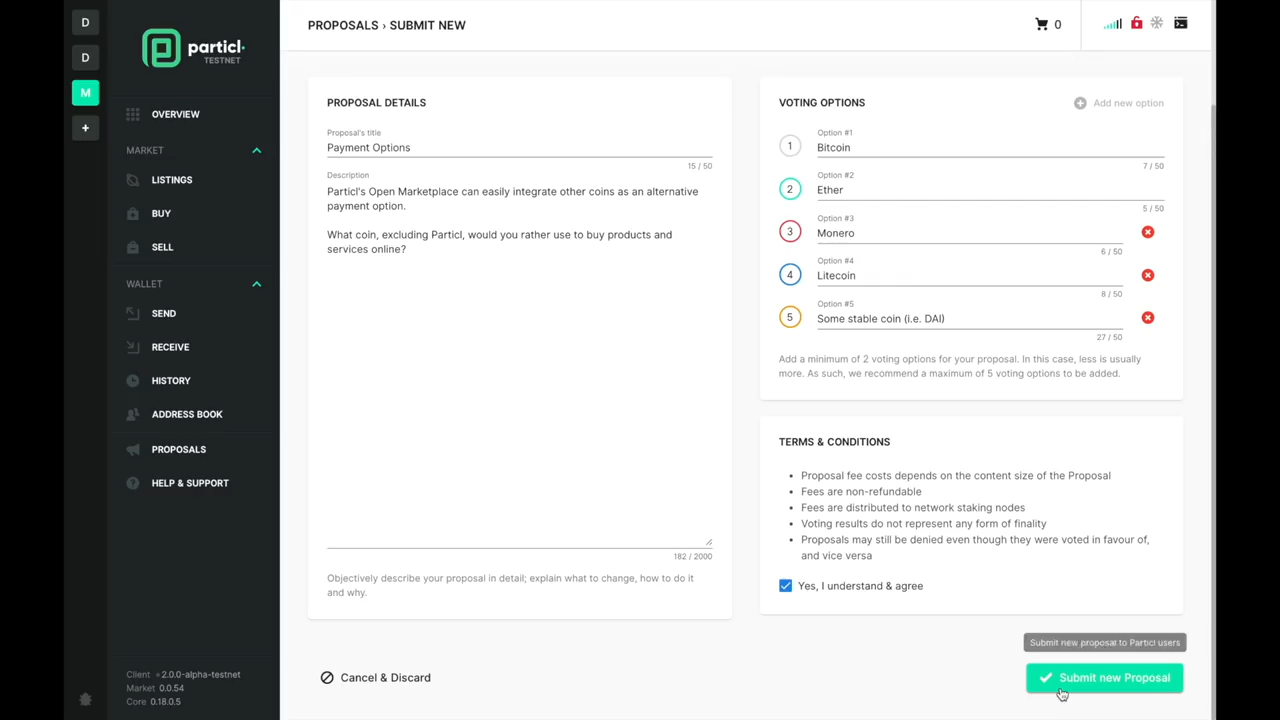 D
D
M
+
particl.
TESTNET
OVERVIEW
MARKET
LISTINGS
BUY
SELL
WALLET
SEND
RECEIVE
HISTORY
ADDRESS BOOK
PROPOSALS
HELP & SUPPORT
Client 2.0.0-alpha-testnet
Market 0.0.54
Core 0.18.0.5
PROPOSALS › SUBMIT NEW
0
PROPOSAL DETAILS
Proposal's title
Payment Options
15 / 50
Description
Particl's Open Marketplace can easily integrate other coins as an alternative
payment option.
What coin, excluding Particl, would you rather use to buy products and
services online?
182 / 2000
Objectively describe your proposal in detail; explain what to change, how to do it
and why.
VOTING OPTIONS
Add new option
Option #1
1 Bitcoin
7 / 50
Option #2
2 Ether
5 / 50
Option #3
3 Monero
6 / 50
Option #4
4 Litecoin
8 / 50
Option #5
5 Some stable coin (i.e. DAI)
27 / 50
Add a minimum of 2 voting options for your proposal. In this case, less is usually
more. As such, we recommend a maximum of 5 voting options to be added.
TERMS & CONDITIONS
• Proposal fee costs depends on the content size of the Proposal
• Fees are non-refundable
• Fees are distributed to network staking nodes
• Voting results do not represent any form of finality
• Proposals may still be denied even though they were voted in favour of,
and vice versa
Yes, I understand & agree
Submit new proposal to Particl users
Cancel & Discard
Submit new Proposal